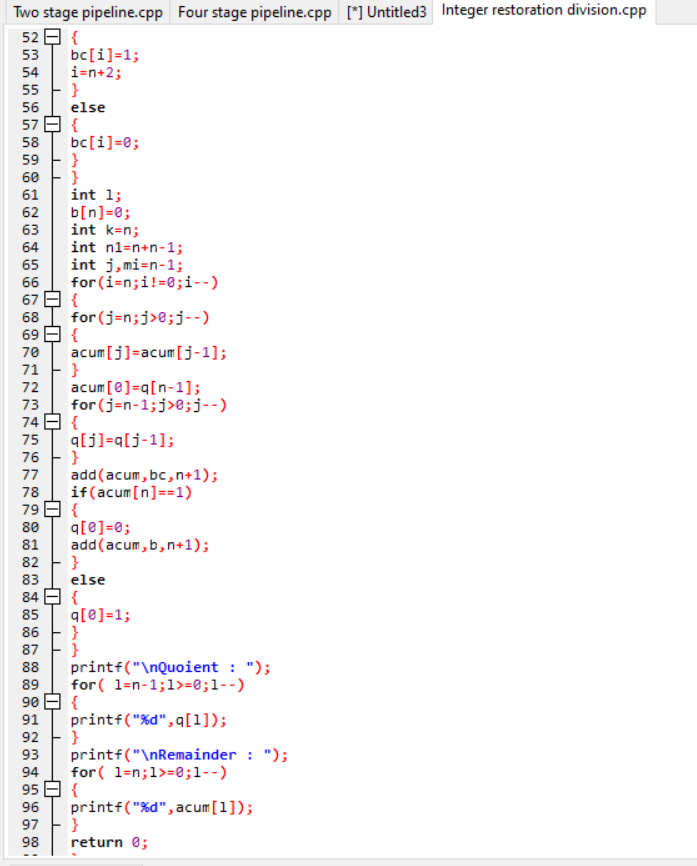 Two stage pipeline.cpp Four stage pipeline.cpp [*] Untitled3 Integer restoration division.cpp
52 {
53 bc[i]=1;
54 i=n+2;
55 }
56 else
57 {
58 bc[i]=0;
59 }
60 }
61 int l;
62 b[n]=0;
63 int k=n;
64 int n1=n+n-1;
65 int j,mi=n-1;
66 for(i=n;i!=0;i--)
67 {
68 for(j=n;j>0;j--)
69 {
70 acum[j]=acum[j-1];
71 }
72 acum[0]=q[n-1];
73 for(j=n-1;j>0;j--)
74 {
75 q[j]=q[j-1];
76 }
77 add(acum,bc,n+1);
78 if(acum[n]==1)
79 {
80 q[0]=0;
81 add(acum,b,n+1);
82 }
83 else
84 {
85 q[0]=1;
86 }
87 }
88 printf("\nQuoient : ");
89 for( l=n-1;l>=0;l--)
90 {
91 printf("%d",q[l]);
92 }
93 printf("\nRemainder : ");
94 for( l=n;l>=0;l--)
95 {
96 printf("%d",acum[l]);
97 }
98 return 0;